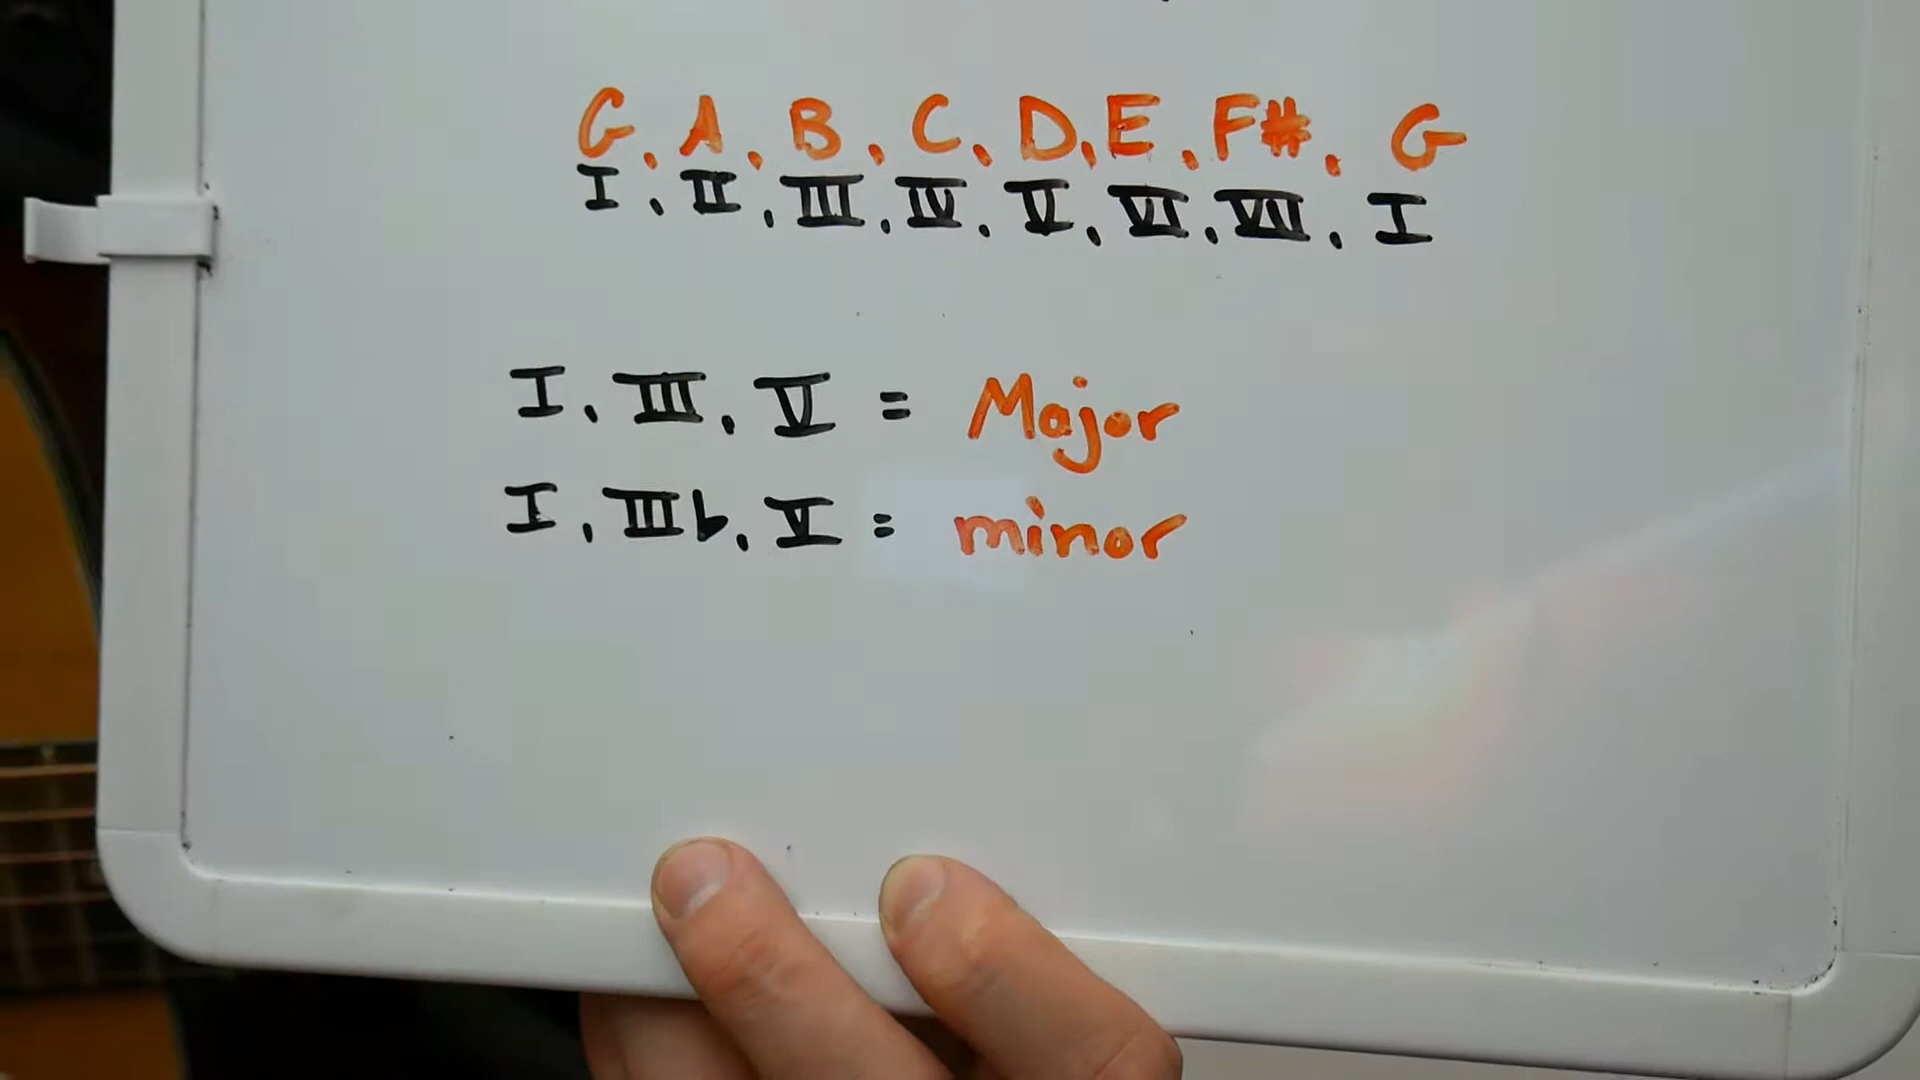 G. A. B. C. D. E. F#. G
I. II. III. IV. V. VI. VII. I
I. III. V = Major
I. III♭. V = minor